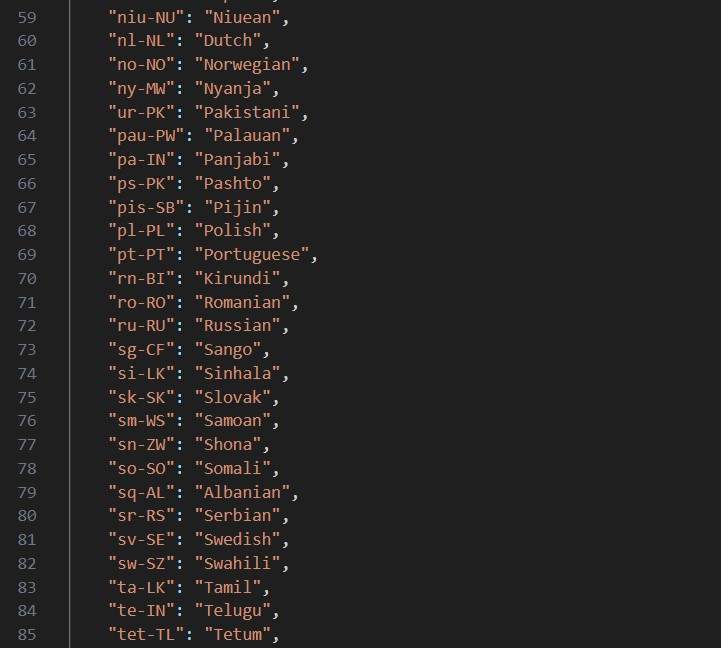 59 "niu-NU": "Niuean",
60 "nl-NL": "Dutch",
61 "no-NO": "Norwegian",
62 "ny-MW": "Nyanja",
63 "ur-PK": "Pakistani",
64 "pau-PW": "Palauan",
65 "pa-IN": "Panjabi",
66 "ps-PK": "Pashto",
67 "pis-SB": "Pijin",
68 "pl-PL": "Polish",
69 "pt-PT": "Portuguese",
70 "rn-BI": "Kirundi",
71 "ro-RO": "Romanian",
72 "ru-RU": "Russian",
73 "sg-CF": "Sango",
74 "si-LK": "Sinhala",
75 "sk-SK": "Slovak",
76 "sm-WS": "Samoan",
77 "sn-ZW": "Shona",
78 "so-SO": "Somali",
79 "sq-AL": "Albanian",
80 "sr-RS": "Serbian",
81 "sv-SE": "Swedish",
82 "sw-SZ": "Swahili",
83 "ta-LK": "Tamil",
84 "te-IN": "Telugu",
85 "tet-TL": "Tetum",